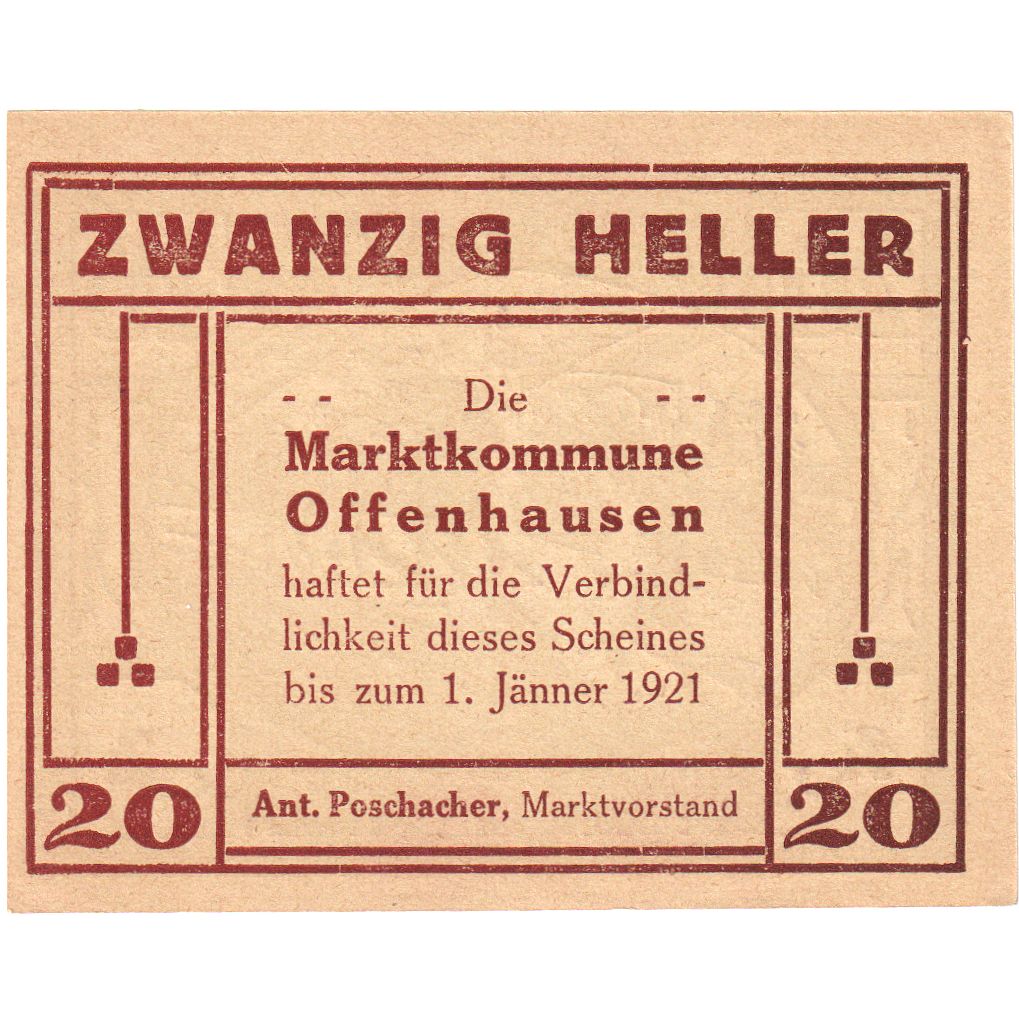 ZWANZIG HELLER
-- Die --
Marktkommune
Offenhausen
haftet für die Verbind-
lichkeit dieses Scheines
bis zum 1. Jänner 1921
20 Ant. Poschacher, Marktvorstand 20